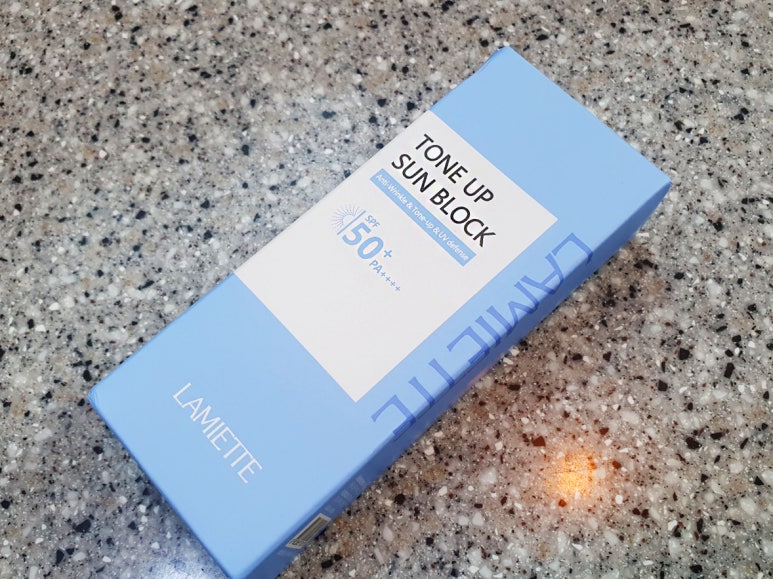 TONE UP
SUN BLOCK
Anti-Wrinkle & Tone-up & UV defense
SPF
50+
PA++++
LAMIETTE
LAMIETTE